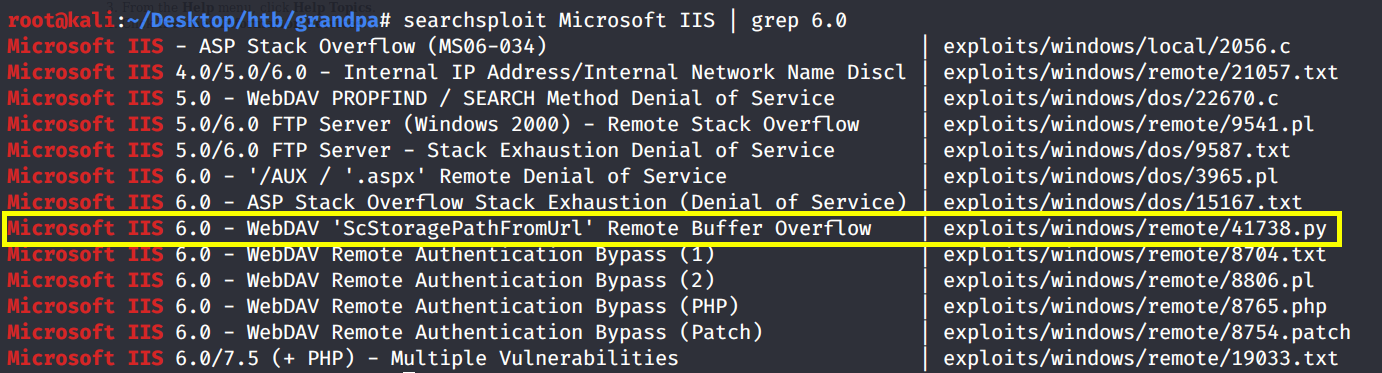 3. From the Help menu, click Help Topics.
root@kali:~/Desktop/htb/grandpa# searchsploit Microsoft IIS | grep 6.0
Microsoft IIS - ASP Stack Overflow (MS06-034) | exploits/windows/local/2056.c
Microsoft IIS 4.0/5.0/6.0 - Internal IP Address/Internal Network Name Discl | exploits/windows/remote/21057.txt
Microsoft IIS 5.0 - WebDAV PROPFIND / SEARCH Method Denial of Service | exploits/windows/dos/22670.c
Microsoft IIS 5.0/6.0 FTP Server (Windows 2000) - Remote Stack Overflow | exploits/windows/remote/9541.pl
Microsoft IIS 5.0/6.0 FTP Server - Stack Exhaustion Denial of Service | exploits/windows/dos/9587.txt
Microsoft IIS 6.0 - '/AUX / '.aspx' Remote Denial of Service | exploits/windows/dos/3965.pl
Microsoft IIS 6.0 - ASP Stack Overflow Stack Exhaustion (Denial of Service) | exploits/windows/dos/15167.txt
Microsoft IIS 6.0 - WebDAV 'ScStoragePathFromUrl' Remote Buffer Overflow | exploits/windows/remote/41738.py
Microsoft IIS 6.0 - WebDAV Remote Authentication Bypass (1) | exploits/windows/remote/8704.txt
Microsoft IIS 6.0 - WebDAV Remote Authentication Bypass (2) | exploits/windows/remote/8806.pl
Microsoft IIS 6.0 - WebDAV Remote Authentication Bypass (PHP) | exploits/windows/remote/8765.php
Microsoft IIS 6.0 - WebDAV Remote Authentication Bypass (Patch) | exploits/windows/remote/8754.patch
Microsoft IIS 6.0/7.5 (+ PHP) - Multiple Vulnerabilities | exploits/windows/remote/19033.txt